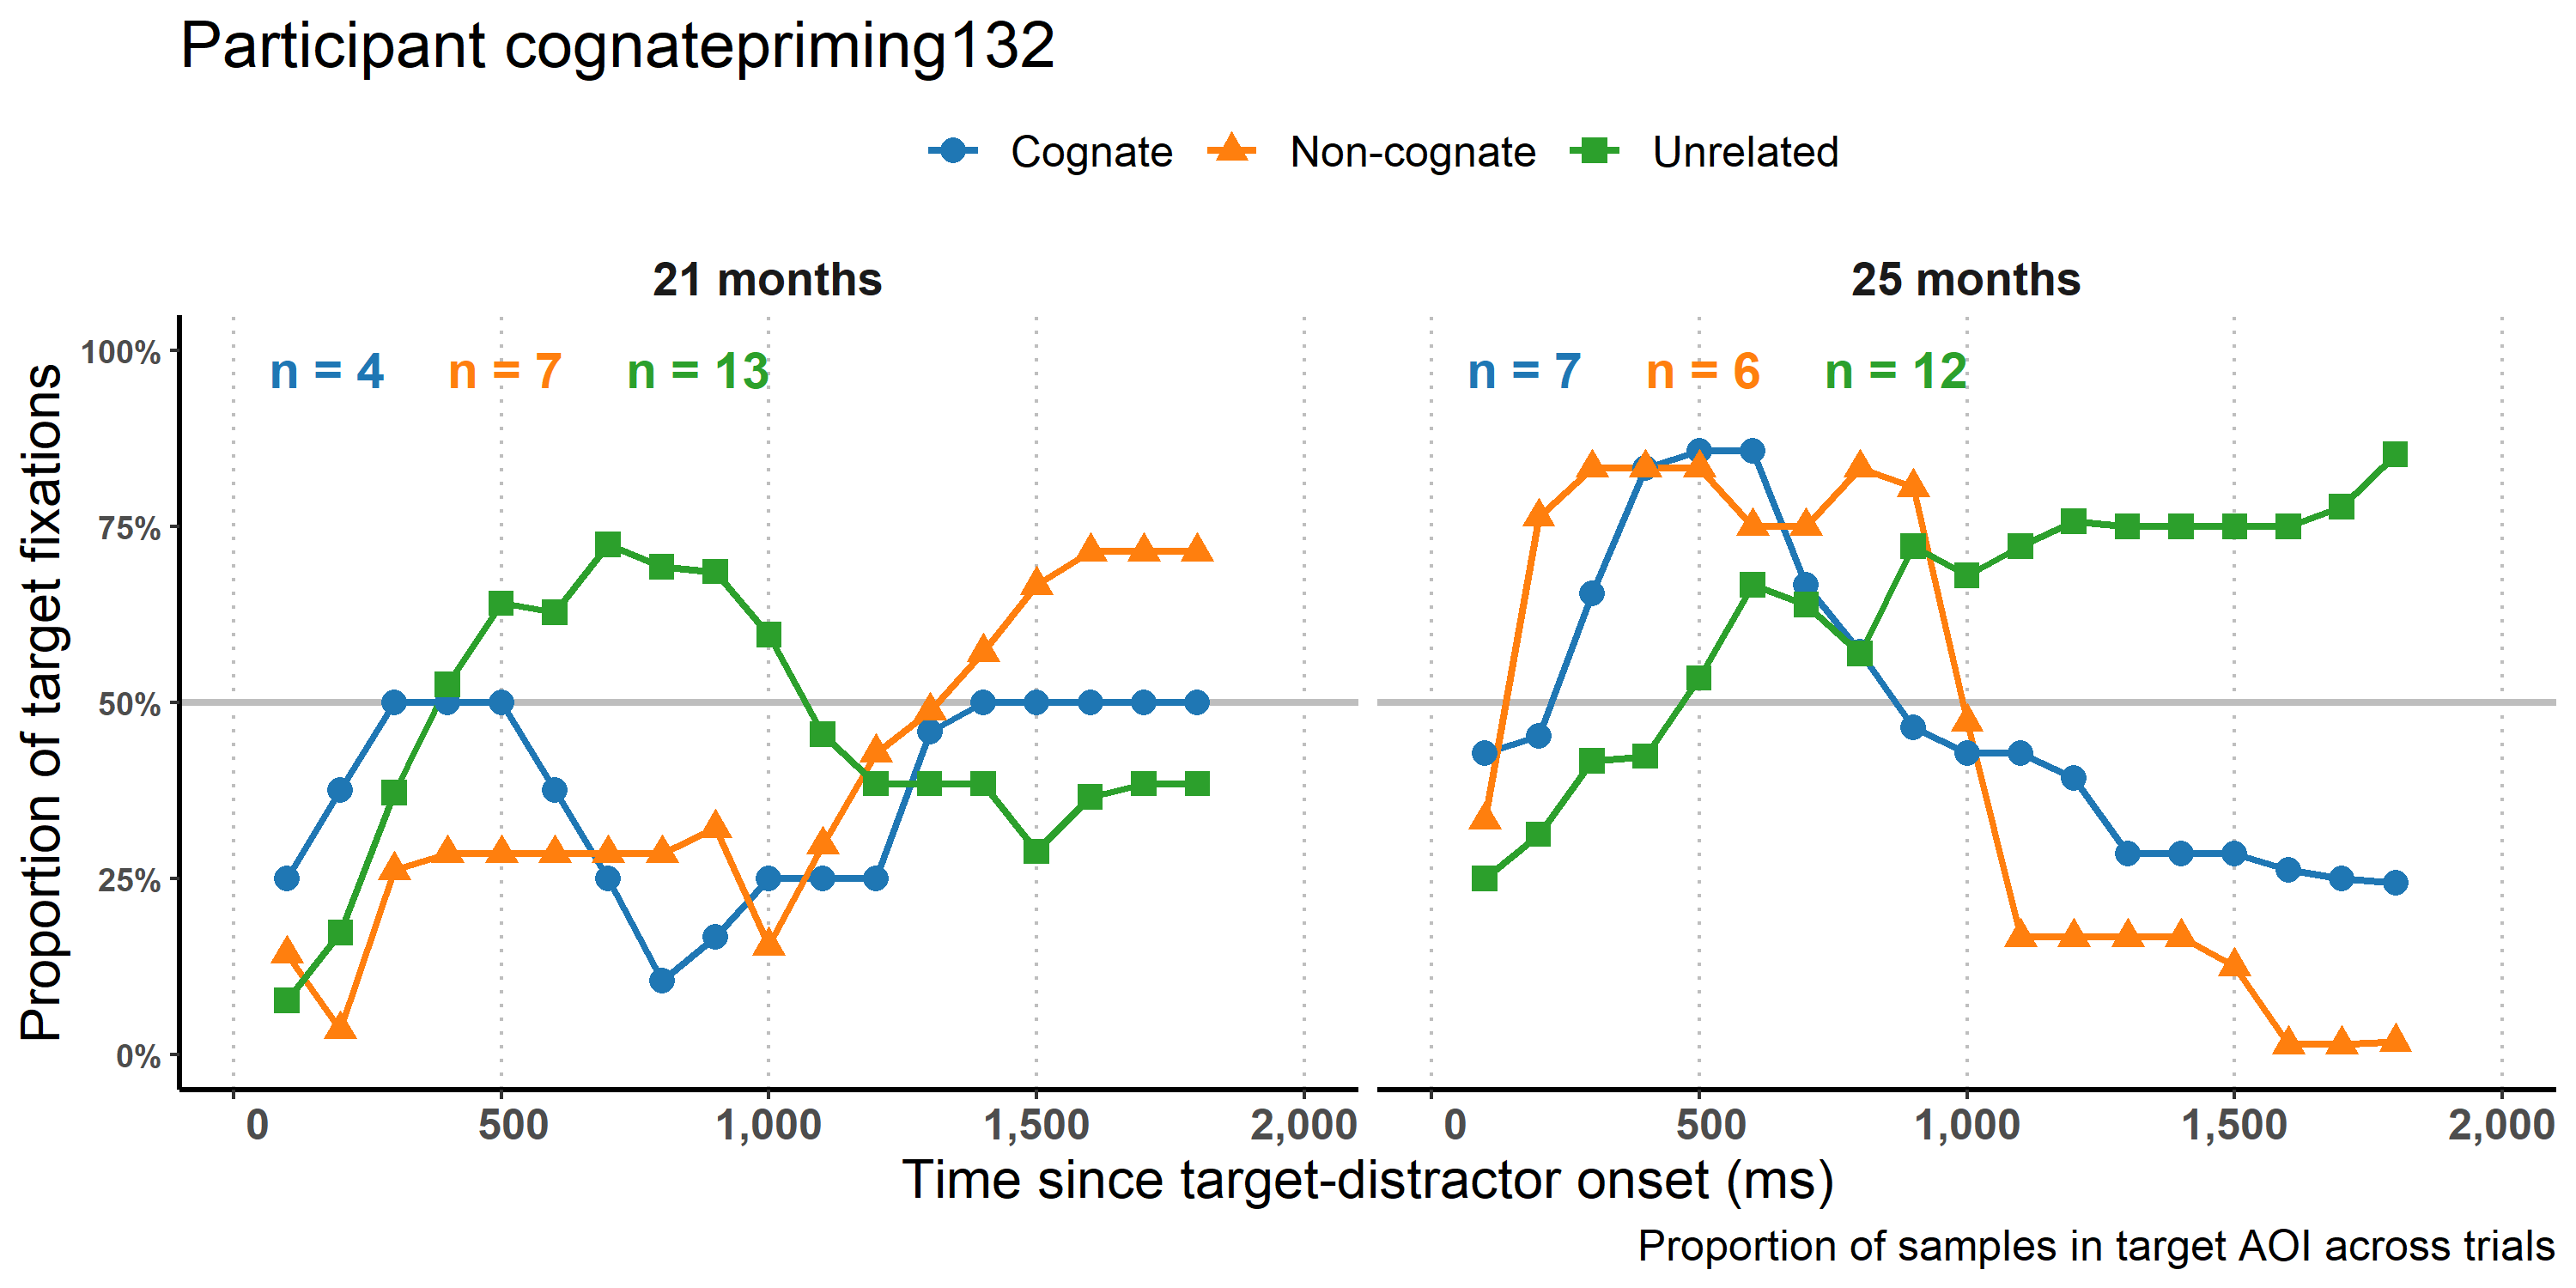 Participant cognatepriming132
Cognate Non-cognate Unrelated
21 months 25 months
n = 4 n = 7 n = 13 n = 7 n = 6 n = 12
100%
75%
50%
25%
0%
Proportion of target fixations
0 500 1,000 1,500 2,000 0 500 1,000 1,500 2,000
Time since target-distractor onset (ms)
Proportion of samples in target AOI across trials